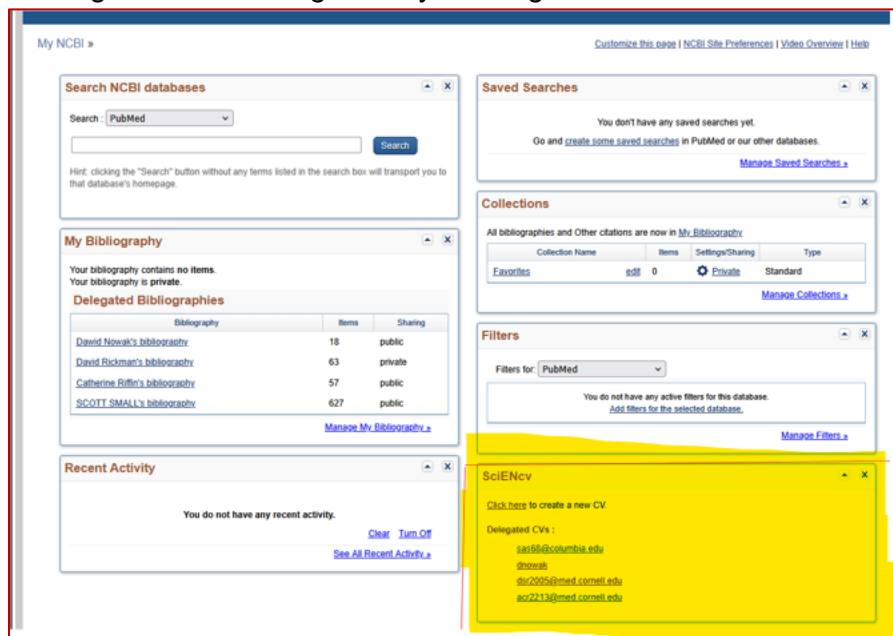 My NCBI »
Customize this page | NCBI Site Preferences | Video Overview | Help
Search NCBI databases
Search : PubMed
Search
Hint: clicking the "Search" button without any terms listed in the search box will transport you to
that database's homepage.
My Bibliography
Your bibliography contains no items.
Your bibliography is private.
Delegated Bibliographies
Bibliography Items Sharing
Dawid Nowak's bibliography 18 public
David Rickman's bibliography 63 private
Catherine Riffin's bibliography 57 public
SCOTT SMALL's bibliography 627 public
Manage My Bibliography »
Recent Activity
You do not have any recent activity.
Clear Turn Off
See All Recent Activity »
Saved Searches
You don't have any saved searches yet.
Go and create some saved searches in PubMed or our other databases.
Manage Saved Searches »
Collections
All bibliographies and Other citations are now in My Bibliography
Collection Name Items Settings/Sharing Type
Favorites edit 0 Private Standard
Manage Collections »
Filters
Filters for: PubMed
You do not have any active filters for this database.
Add filters for the selected database.
Manage Filters »
SciENcv
Click here to create a new CV.
Delegated CVs :
sas68@columbia.edu
dnowak
dsr2005@med.cornell.edu
acr2213@med.cornell.edu